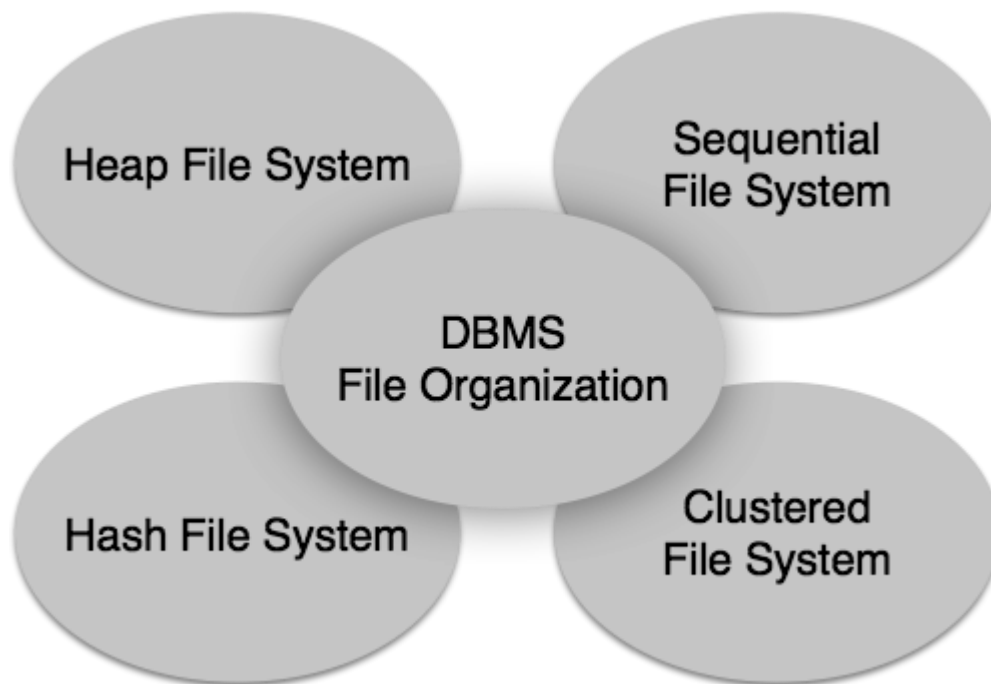 Heap File System
Sequential
File System
DBMS
File Organization
Hash File System
Clustered
File System